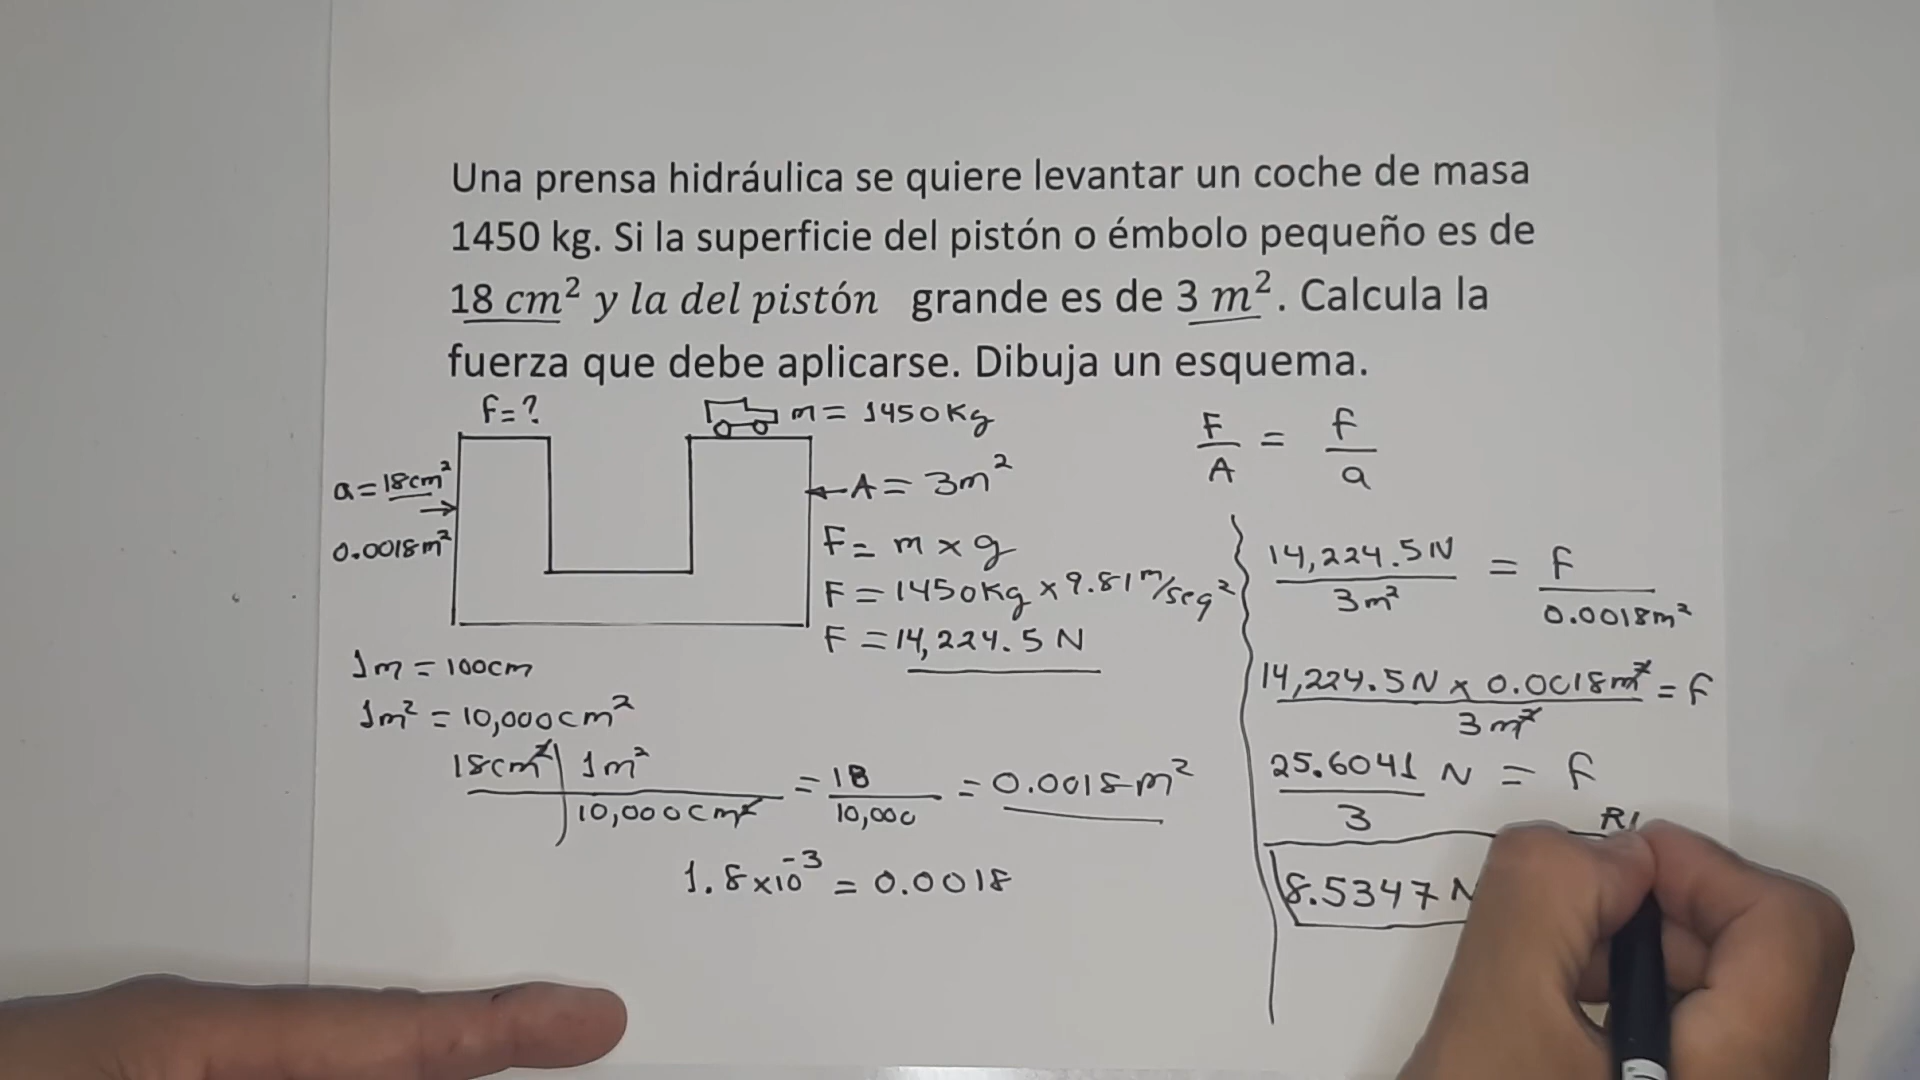 Una prensa hidráulica se quiere levantar un coche de masa
1450 kg. Si la superficie del pistón o émbolo pequeño es de
18 cm² y la del pistón grande es de 3 m². Calcula la
fuerza que debe aplicarse. Dibuja un esquema.
f=?
m = 1450Kg
a = 18cm²
0.0018m²
A = 3m²
F = m x g
F = 1450Kg x 9.81 m/seg²
F = 14,224.5 N
1m = 100cm
1m² = 10,000cm²
18cm² | 1m²
10,000cm²
= 18/10,000 = 0.0018 m²
1.8x10⁻³ = 0.0018
F/A = f/a
14,224.5N/3m² = F/0.0018m²
14,224.5N x 0.0018m²/3m² = F
25.6041/3 N = F
8.5347 N